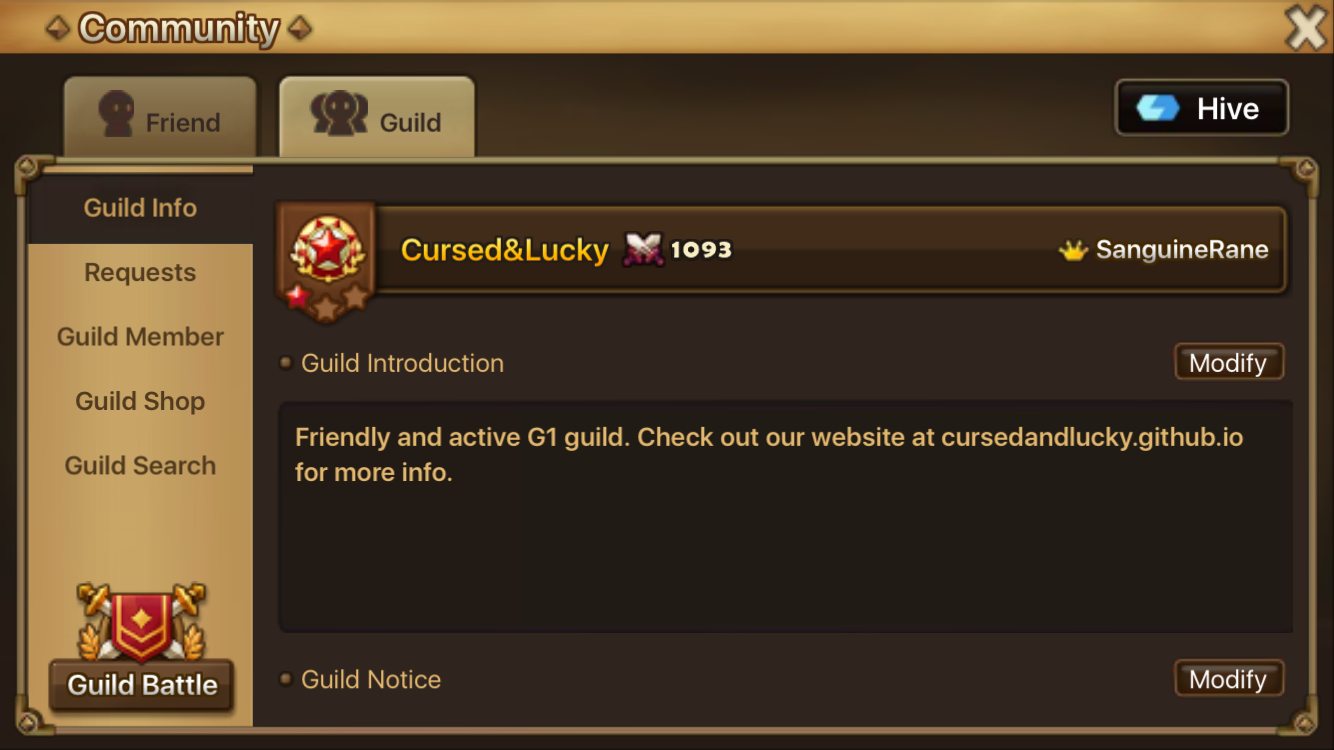 Community
Friend
Guild
Hive
Guild Info
Requests
Guild Member
Guild Shop
Guild Search
Guild Battle
Cursed&Lucky 1093
SanguineRane
Guild Introduction
Modify
Friendly and active G1 guild. Check out our website at cursedandlucky.github.io
for more info.
Guild Notice
Modify